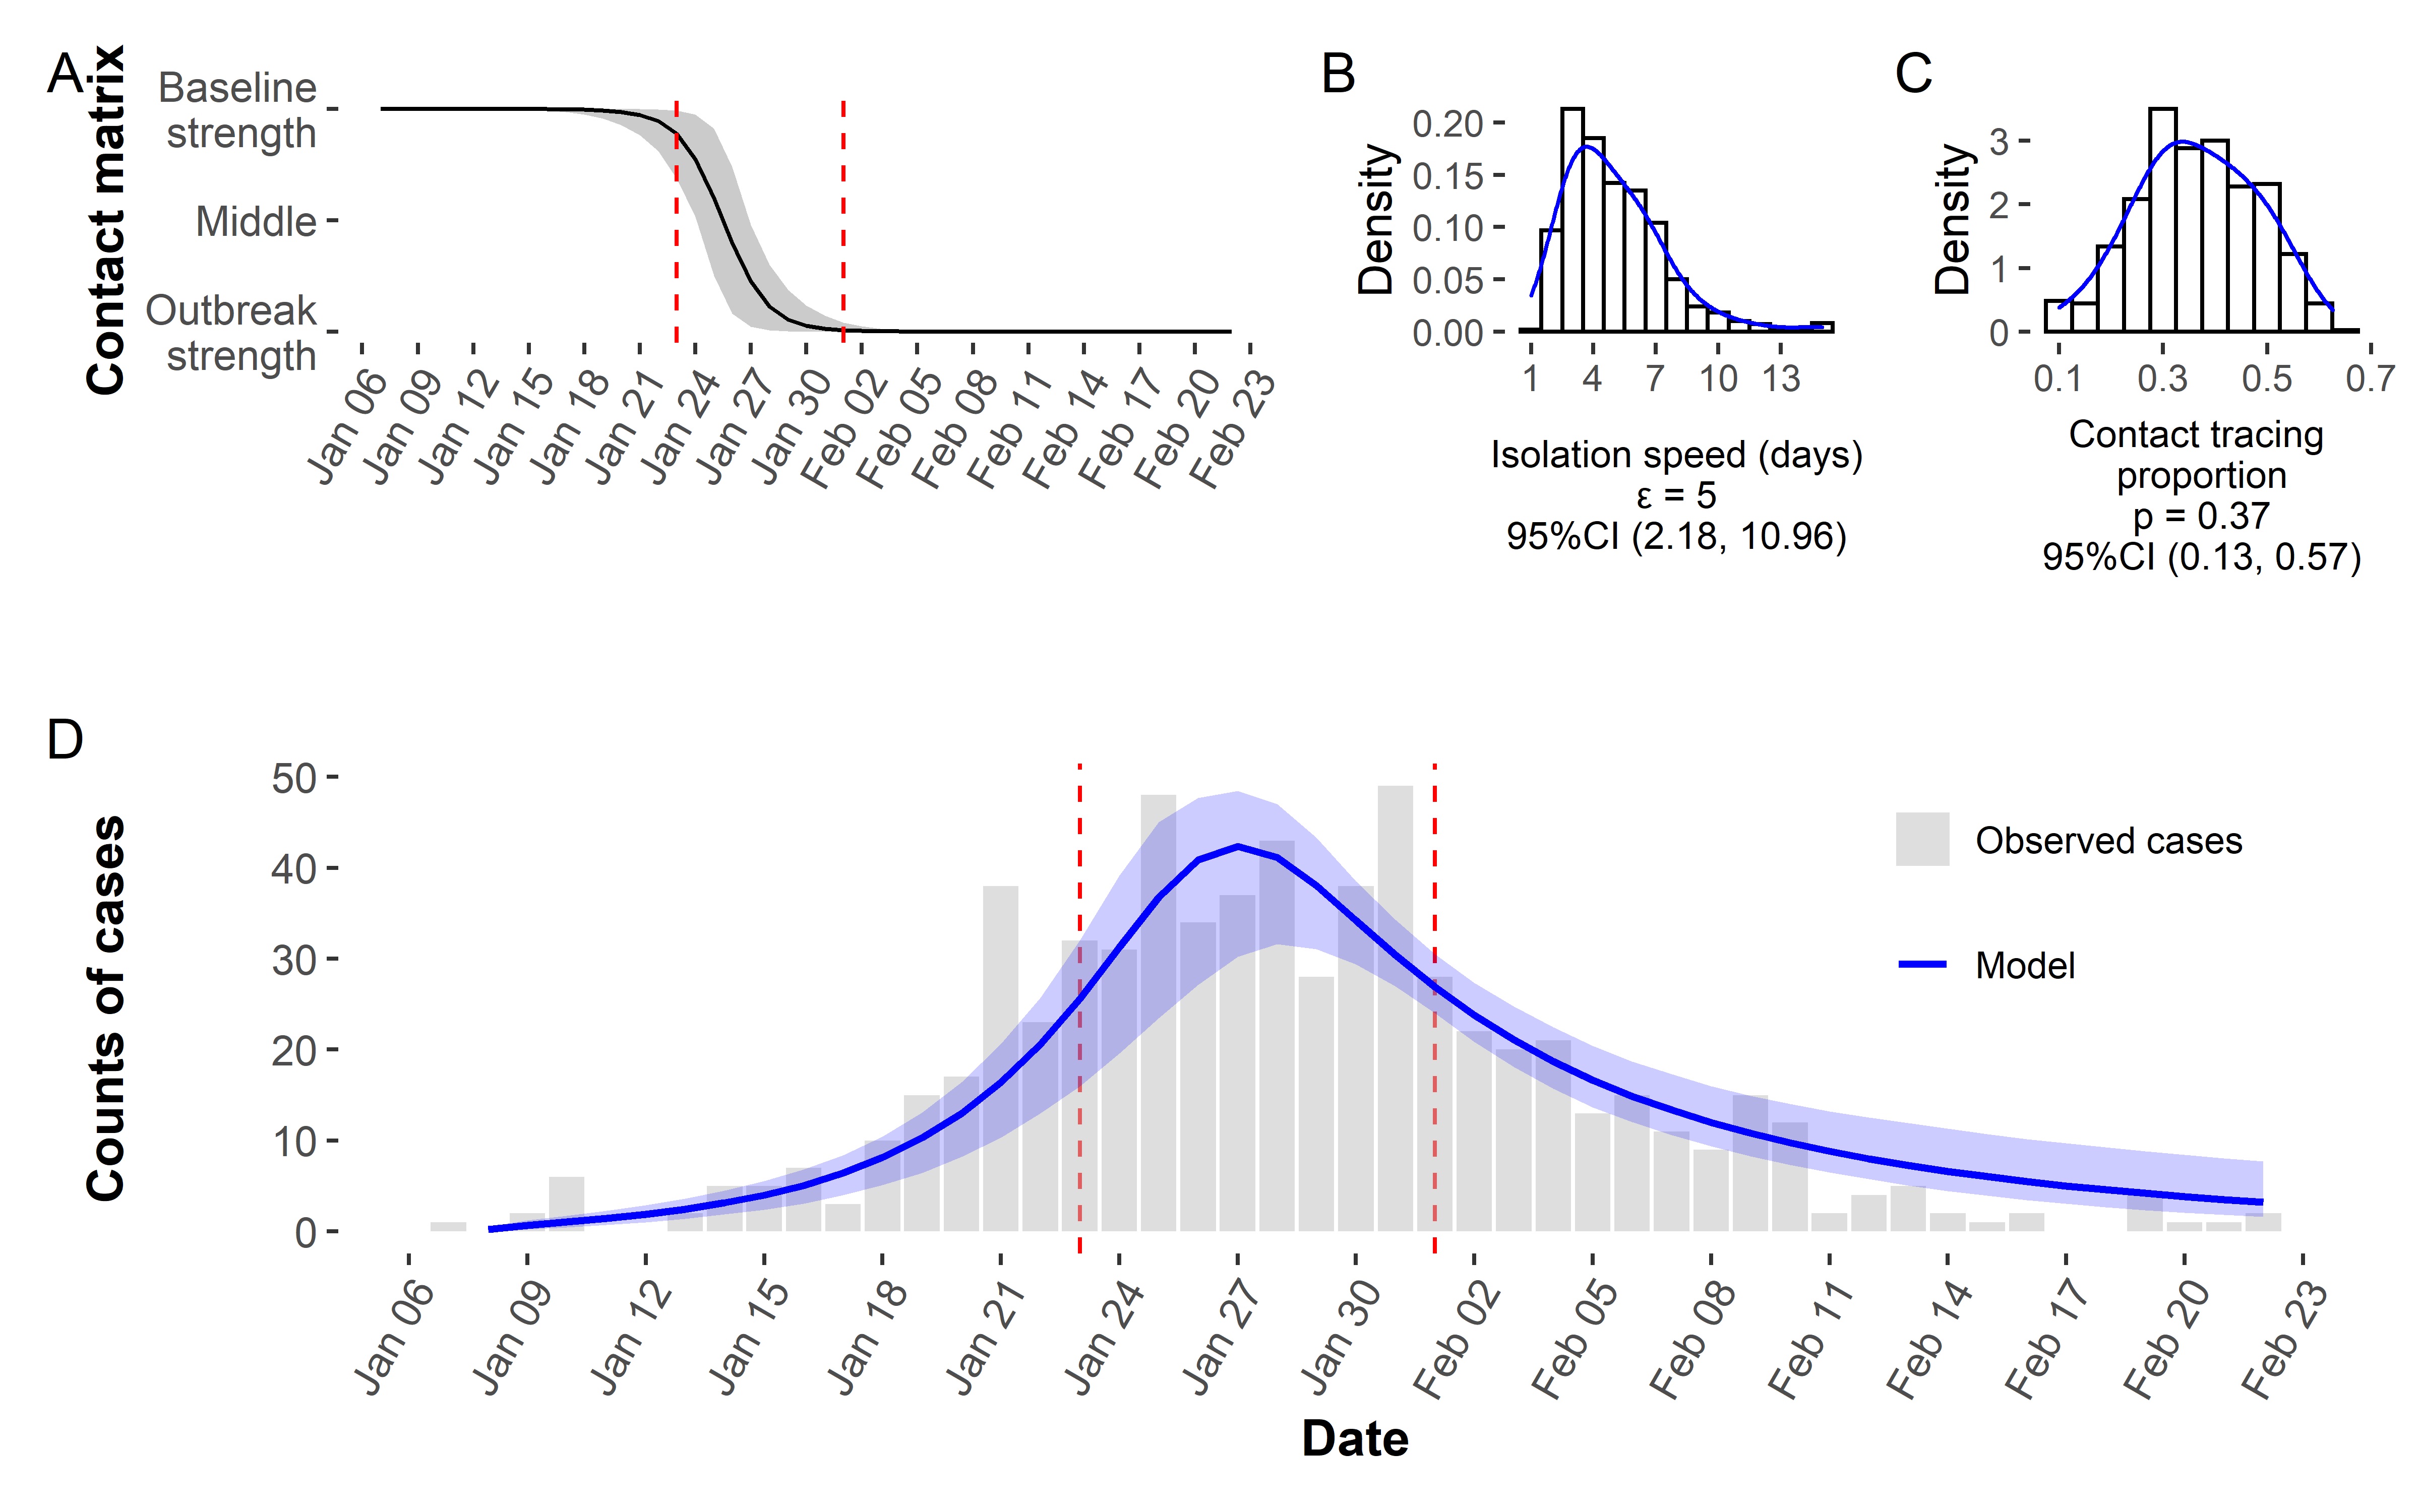 A
Contact matrix
Baseline
strength
Middle
Outbreak
strength
Jan 06
Jan 09
Jan 12
Jan 15
Jan 18
Jan 21
Jan 24
Jan 27
Jan 30
Feb 02
Feb 05
Feb 08
Feb 11
Feb 14
Feb 17
Feb 20
Feb 23
B
Density
0.20
0.15
0.10
0.05
0.00
1 4 7 10 13
Isolation speed (days)
ε = 5
95%CI (2.18, 10.96)
C
Density
3
2
1
0
0.1 0.3 0.5 0.7
Contact tracing
proportion
p = 0.37
95%CI (0.13, 0.57)
D
Counts of cases
50
40
30
20
10
0
Observed cases
Model
Jan 06
Jan 09
Jan 12
Jan 15
Jan 18
Jan 21
Jan 24
Jan 27
Jan 30
Feb 02
Feb 05
Feb 08
Feb 11
Feb 14
Feb 17
Feb 20
Feb 23
Date